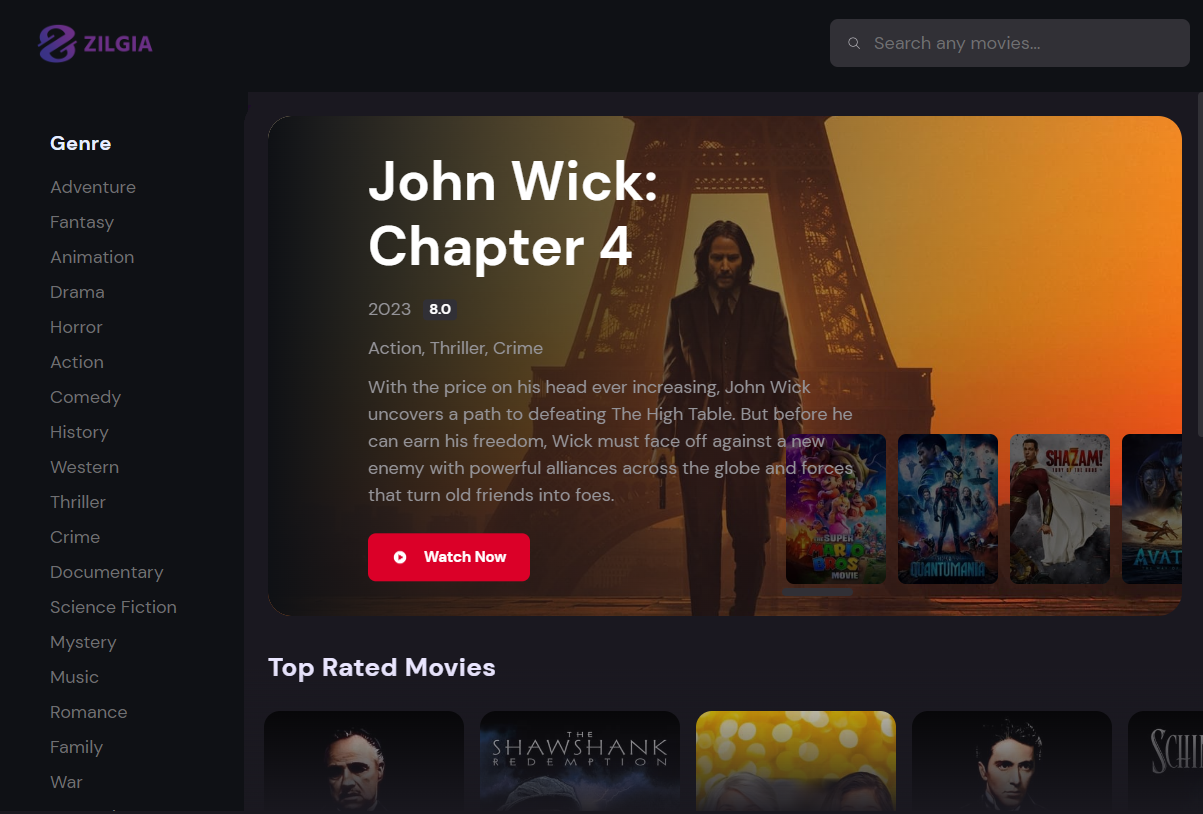 ZILGIA
Search any movies...
Genre
Adventure
Fantasy
Animation
Drama
Horror
Action
Comedy
History
Western
Thriller
Crime
Documentary
Science Fiction
Mystery
Music
Romance
Family
War
John Wick:
Chapter 4
2023 8.0
Action, Thriller, Crime
With the price on his head ever increasing, John Wick
uncovers a path to defeating The High Table. But before he
can earn his freedom, Wick must face off against a new
enemy with powerful alliances across the globe and forces
that turn old friends into foes.
Watch Now
SUPER
MARIO
BROS
MOVIE
QUANTUMANIA
SHAZAM!
FURY OF THE GODS
AVAT
Top Rated Movies
THE
SHAWSHANK
REDEMPTION
SCHI